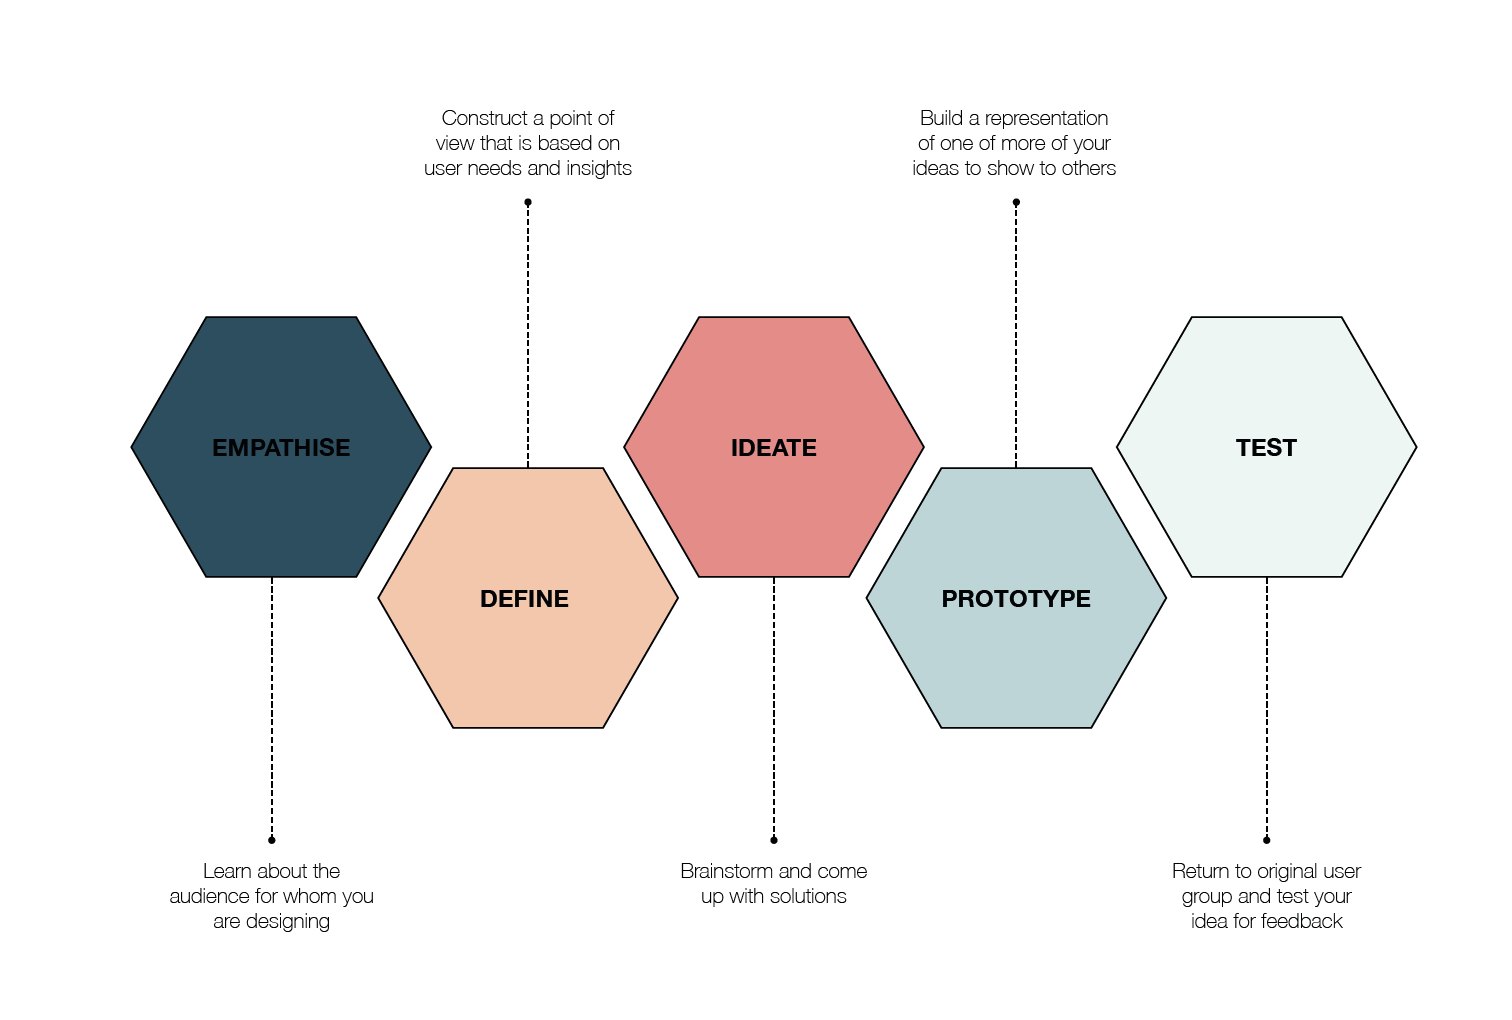 Construct a point of
view that is based on
user needs and insights
Build a representation
of one of more of your
ideas to show to others
EMPATHISE
IDEATE
TEST
DEFINE
PROTOTYPE
Learn about the
audience for whom you
are designing
Brainstorm and come
up with solutions
Return to original user
group and test your
idea for feedback